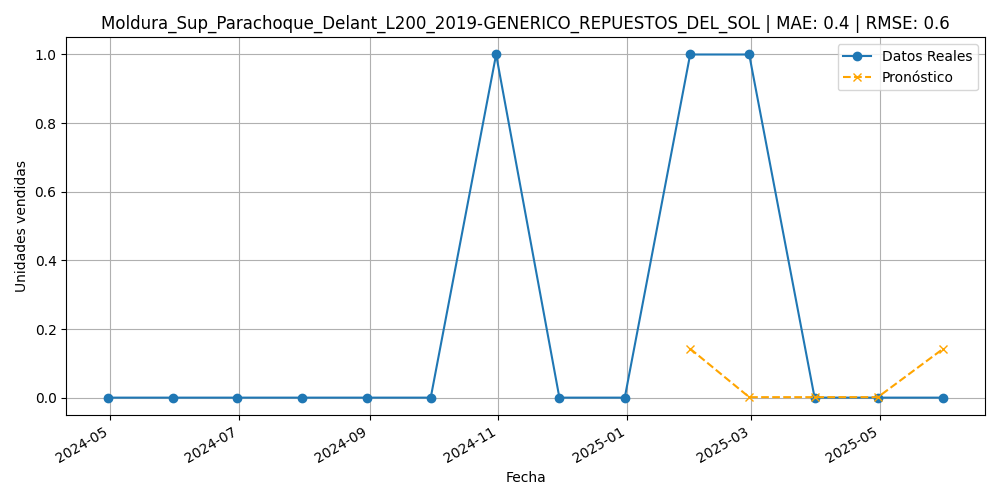 Moldura_Sup_Parachoque_Delant_L200_2019-GENERICO_REPUESTOS_DEL_SOL | MAE: 0.4 | RMSE: 0.6
Datos Reales
Pronóstico
Unidades vendidas
1.0
0.8
0.6
0.4
0.2
0.0
2024-05
2024-07
2024-09
2024-11
2025-01
2025-03
2025-05
Fecha